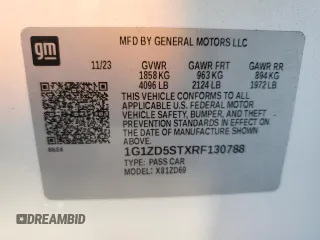 gm
MFD BY GENERAL MOTORS LLC
11/23 GVWR GAWR FRT GAWR RR
1858 KG 963 KG 894 KG
4096 LB 2124 LB 1972 LB
THIS VEHICLE CONFORMS TO ALL
APPLICABLE U.S. FEDERAL MOTOR
VEHICLE SAFETY, BUMPER, AND THEFT
PREVENTION STANDARDS IN EFFECT ON
THE DATE OF MANUFACTURE SHOWN ABOVE.
1G1ZD5STXRF130788
TYPE: PASS CAR
MODEL: X81ZD69
DREAMBID